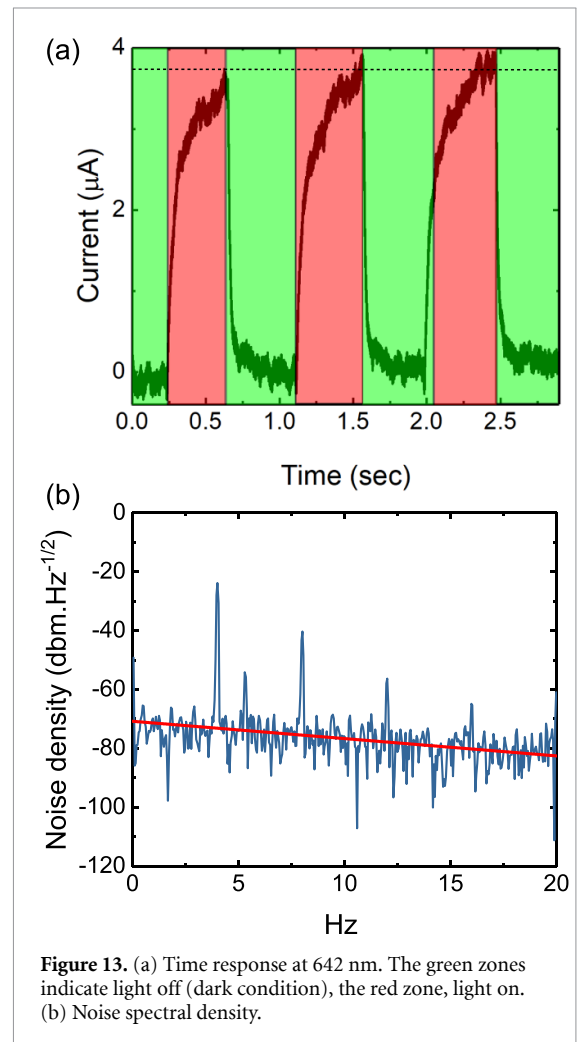 (a)
4
2
0
Current (μA)
0.0 0.5 1.0 1.5 2.0 2.5
Time (sec)
(b)
0
-20
-40
-60
-80
-100
-120
Noise density (dbm.Hz⁻¹/²)
0 5 10 15 20
Hz
Figure 13. (a) Time response at 642 nm. The green zones
indicate light off (dark condition), the red zone, light on.
(b) Noise spectral density.